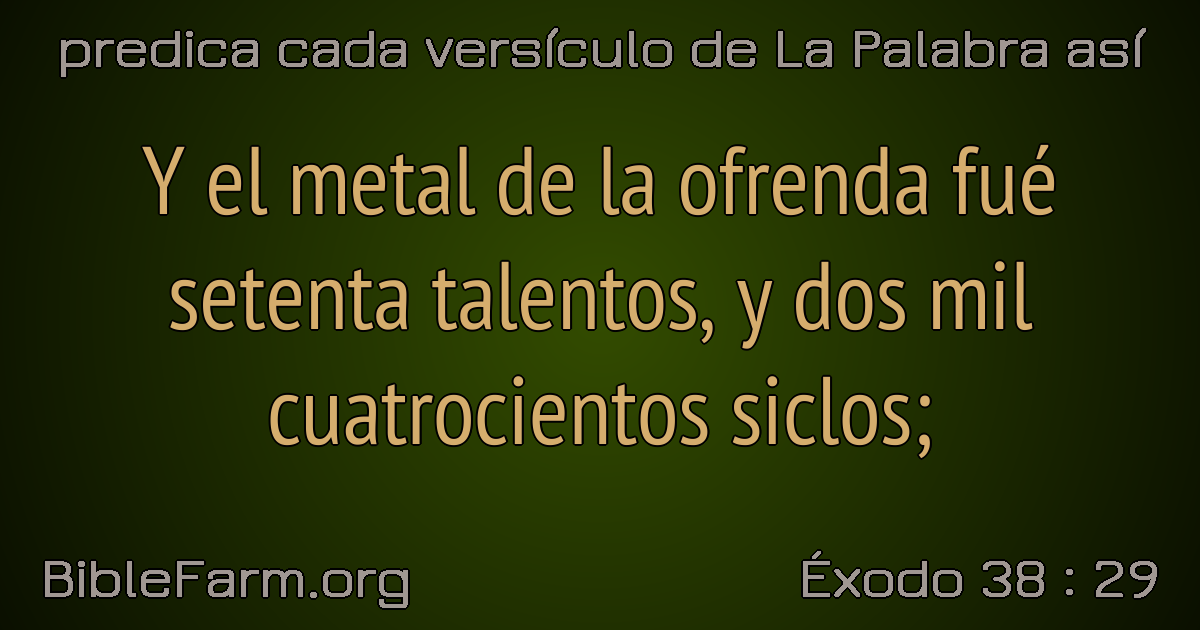 predica cada versículo de La Palabra así
Y el metal de la ofrenda fué
setenta talentos, y dos mil
cuatrocientos siclos;
BibleFarm.org
Éxodo 38 : 29